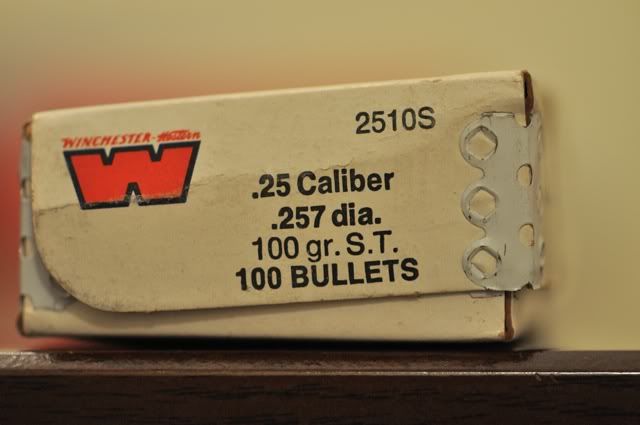 WINCHESTER-Western
W
2510S
.25 Caliber
.257 dia.
100 gr. S.T.
100 BULLETS